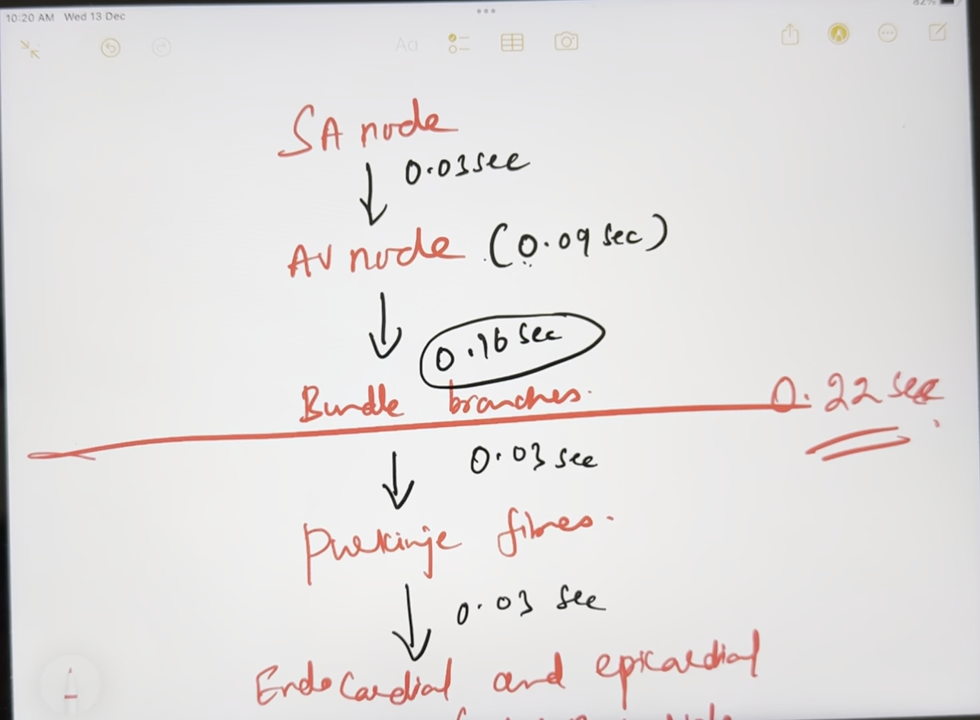 10:20 AM Wed 13 Dec
82%
Aa
SA node
0.03 sec
AV node (0.09 sec)
0.16 sec
Bundle branches.
0.22 sec
0.03 sec
Purkinje fibres.
0.03 sec
Endocardial and epicardial